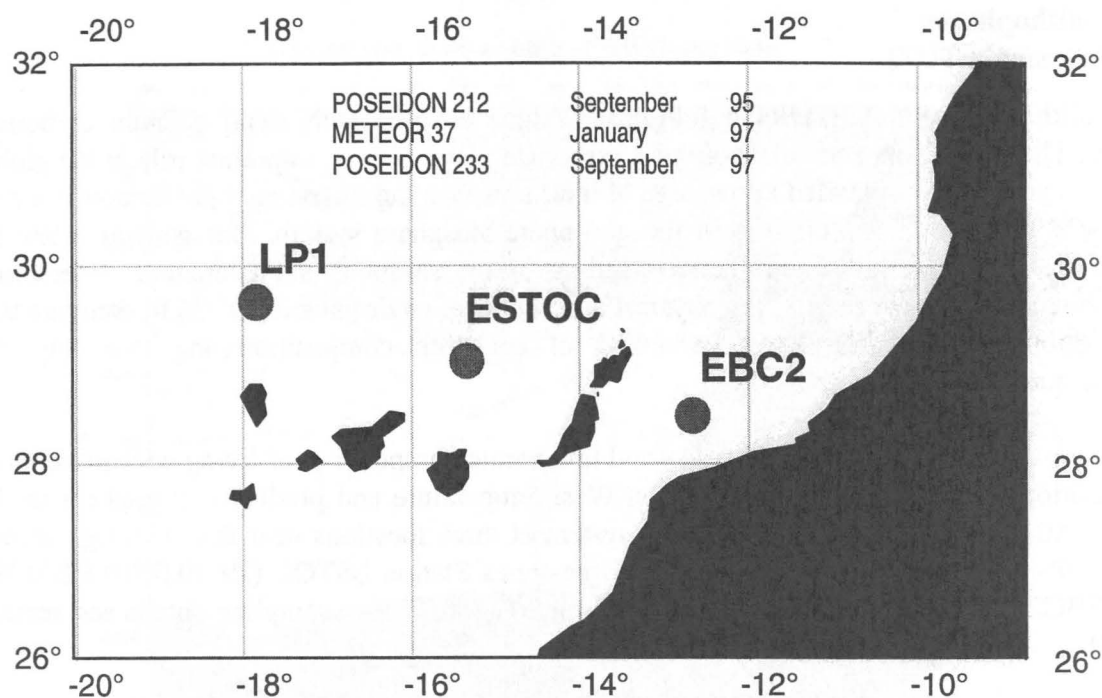 -20° -18° -16° -14° -12° -10°
32° 32°
POSEIDON 212 September 95
METEOR 37 January 97
POSEIDON 233 September 97
30° 30°
LP1
ESTOC
EBC2
28° 28°
26° 26°
-20° -18° -16° -14° -12° -10°